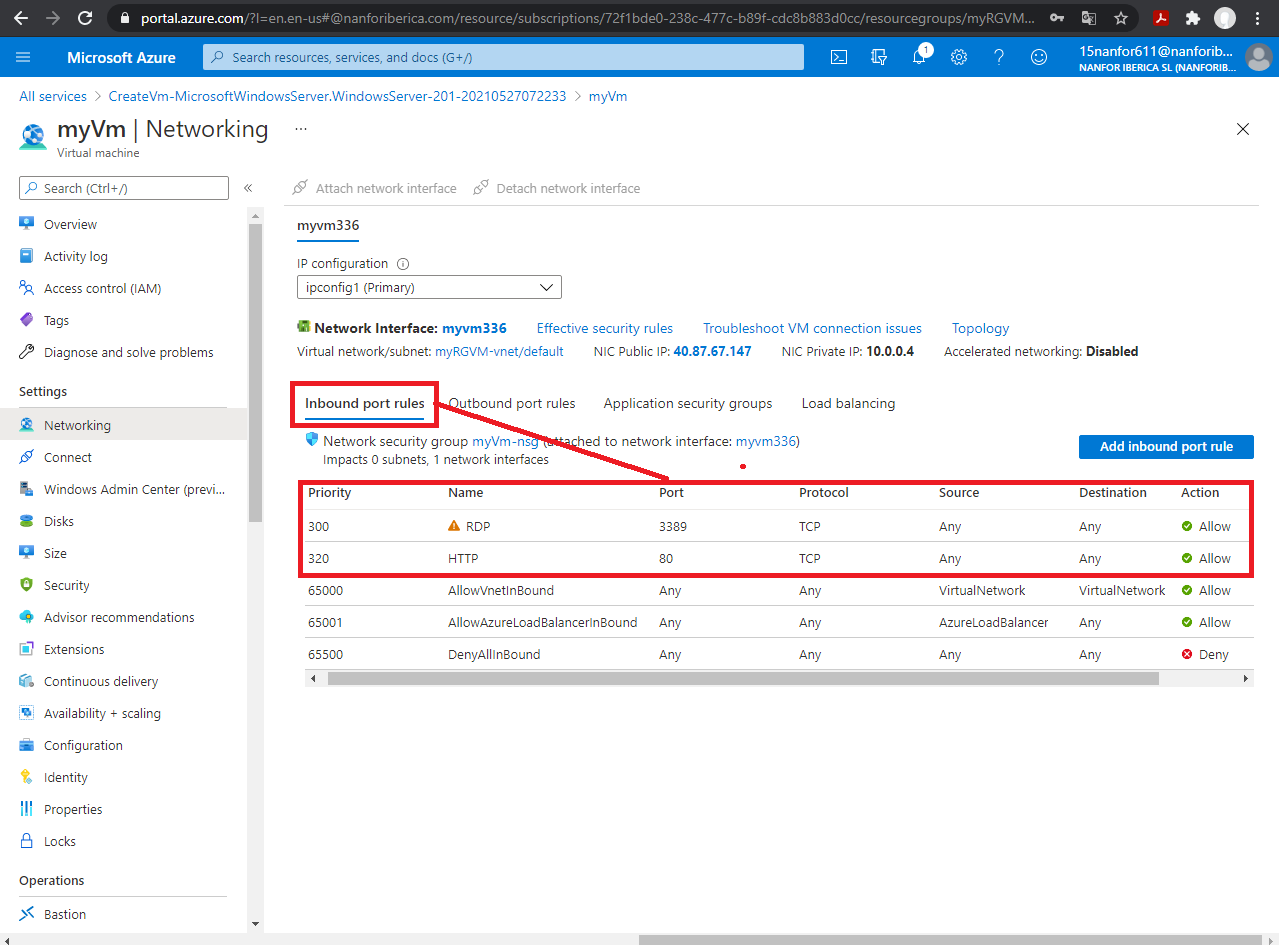 portal.azure.com/?l=en.en-us#@nanforiberica.com/resource/subscriptions/72f1bde0-238c-477c-b89f-cdc8b883d0cc/resourcegroups/myRGVM...
Microsoft Azure
Search resources, services, and docs (G+/)
1
15nanfor611@nanforib...
NANFOR IBERICA SL (NANFORIB...
All services > CreateVm-MicrosoftWindowsServer.WindowsServer-201-20210527072233 > myVm
myVm | Networking ...
Virtual machine
Search (Ctrl+/)
«
Overview
Activity log
Access control (IAM)
Tags
Diagnose and solve problems
Settings
Networking
Connect
Windows Admin Center (previ...
Disks
Size
Security
Advisor recommendations
Extensions
Continuous delivery
Availability + scaling
Configuration
Identity
Properties
Locks
Operations
Bastion
Attach network interface Detach network interface
myvm336
IP configuration
ipconfig1 (Primary)
Network Interface: myvm336 Effective security rules Troubleshoot VM connection issues Topology
Virtual network/subnet: myRGVM-vnet/default NIC Public IP: 40.87.67.147 NIC Private IP: 10.0.0.4 Accelerated networking: Disabled
Inbound port rules Outbound port rules Application security groups Load balancing
Network security group myVm-nsg (attached to network interface: myvm336)
Impacts 0 subnets, 1 network interfaces
Add inbound port rule
Priority Name Port Protocol Source Destination Action
300 RDP 3389 TCP Any Any Allow
320 HTTP 80 TCP Any Any Allow
65000 AllowVnetInBound Any Any VirtualNetwork VirtualNetwork Allow
65001 AllowAzureLoadBalancerInBound Any Any AzureLoadBalancer Any Allow
65500 DenyAllInBound Any Any Any Any Deny